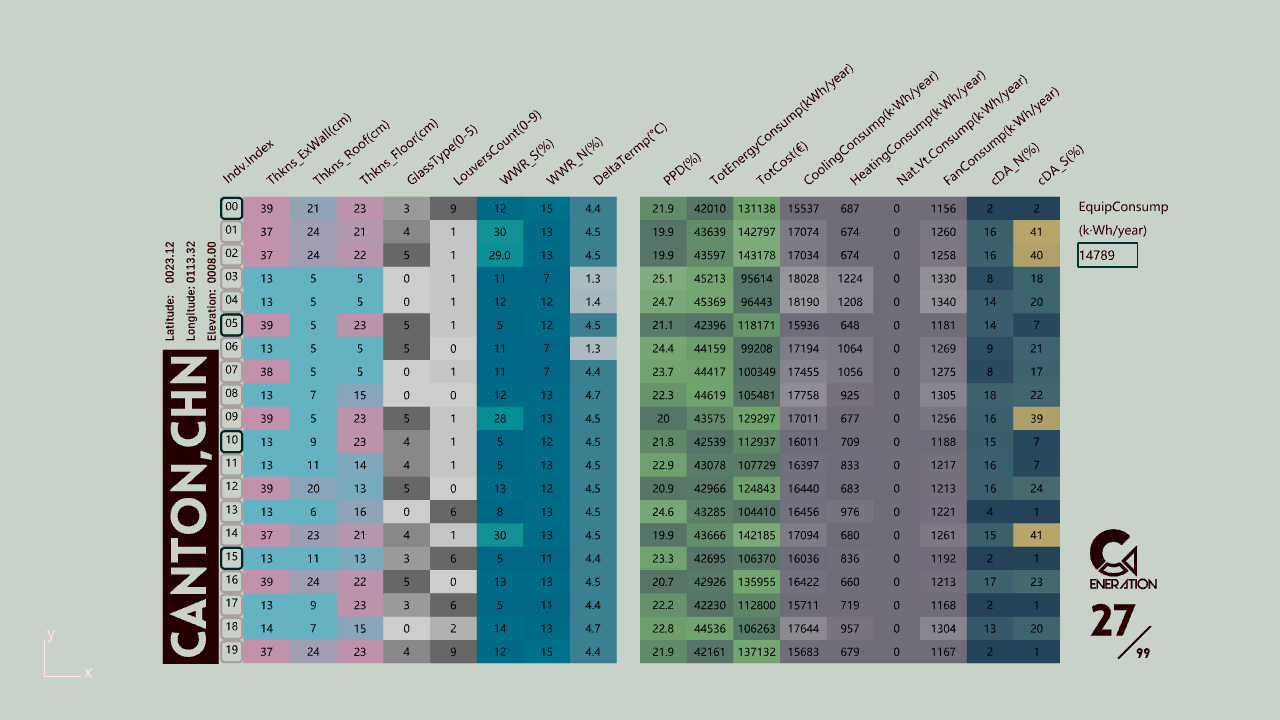 Indv.Index Thkns_ExWall(cm) Thkns_Roof(cm) Thkns_Floor(cm) GlassType(0-5) LouversCount(0-9) WWR_S(%) WWR_N(%) DeltaTermp(°C) PPD(%) TotEnergyConsump(kWh/year) TotCost(€) CoolingConsump(k·Wh/year) HeatingConsump(k·Wh/year) Nat.Vt.Consump(k·Wh/year) FanConsump(k·Wh/year) cDA_N(%) cDA_S(%)
00 39 21 23 3 9 12 15 4.4 21.9 42010 131138 15537 687 0 1156 2 2
01 37 24 21 4 1 30 13 4.5 19.9 43639 142797 17074 674 0 1260 16 41
02 37 24 22 5 1 29.0 13 4.5 19.9 43597 143178 17034 674 0 1258 16 40
03 13 5 5 0 1 11 7 1.3 25.1 45213 95614 18028 1224 0 1330 8 18
04 13 5 5 0 1 12 12 1.4 24.7 45369 96443 18190 1208 0 1340 14 20
05 39 5 23 5 1 5 12 4.5 21.1 42396 118171 15936 648 0 1181 14 7
06 13 5 5 5 0 11 7 1.3 24.4 44159 99208 17194 1064 0 1269 9 21
07 38 5 5 0 1 11 7 4.4 23.7 44417 100349 17455 1056 0 1275 8 17
08 13 7 15 0 0 12 13 4.7 22.3 44619 105481 17758 925 0 1305 18 22
09 39 5 23 5 1 28 13 4.5 20 43575 129297 17011 677 0 1256 16 39
10 13 9 23 4 1 5 12 4.5 21.8 42539 112937 16011 709 0 1188 15 7
11 13 11 14 4 1 5 13 4.5 22.9 43078 107729 16397 833 0 1217 16 7
12 39 20 13 5 0 13 12 4.5 20.9 42966 124843 16440 683 0 1213 16 24
13 13 6 16 0 6 8 13 4.5 24.6 43285 104410 16456 976 0 1221 4 1
14 37 23 21 4 1 30 13 4.5 19.9 43666 142185 17094 680 0 1261 15 41
15 13 11 13 3 6 5 11 4.4 23.3 42695 106370 16036 836 0 1192 2 1
16 39 24 22 5 0 13 13 4.5 20.7 42926 135955 16422 660 0 1213 17 23
17 13 9 23 3 6 5 11 4.4 22.2 42230 112800 15711 719 0 1168 2 1
18 14 7 15 0 2 14 13 4.7 22.8 44536 106263 17644 957 0 1304 13 20
19 37 24 23 4 9 12 15 4.4 21.9 42161 137132 15683 679 0 1167 2 1
Latitude: 0023.12
Longitude: 0113.32
Elevation: 0008.00
CANTON,CHN
EquipConsump
(k·Wh/year)
14789
ENERATION
27/99
y
x